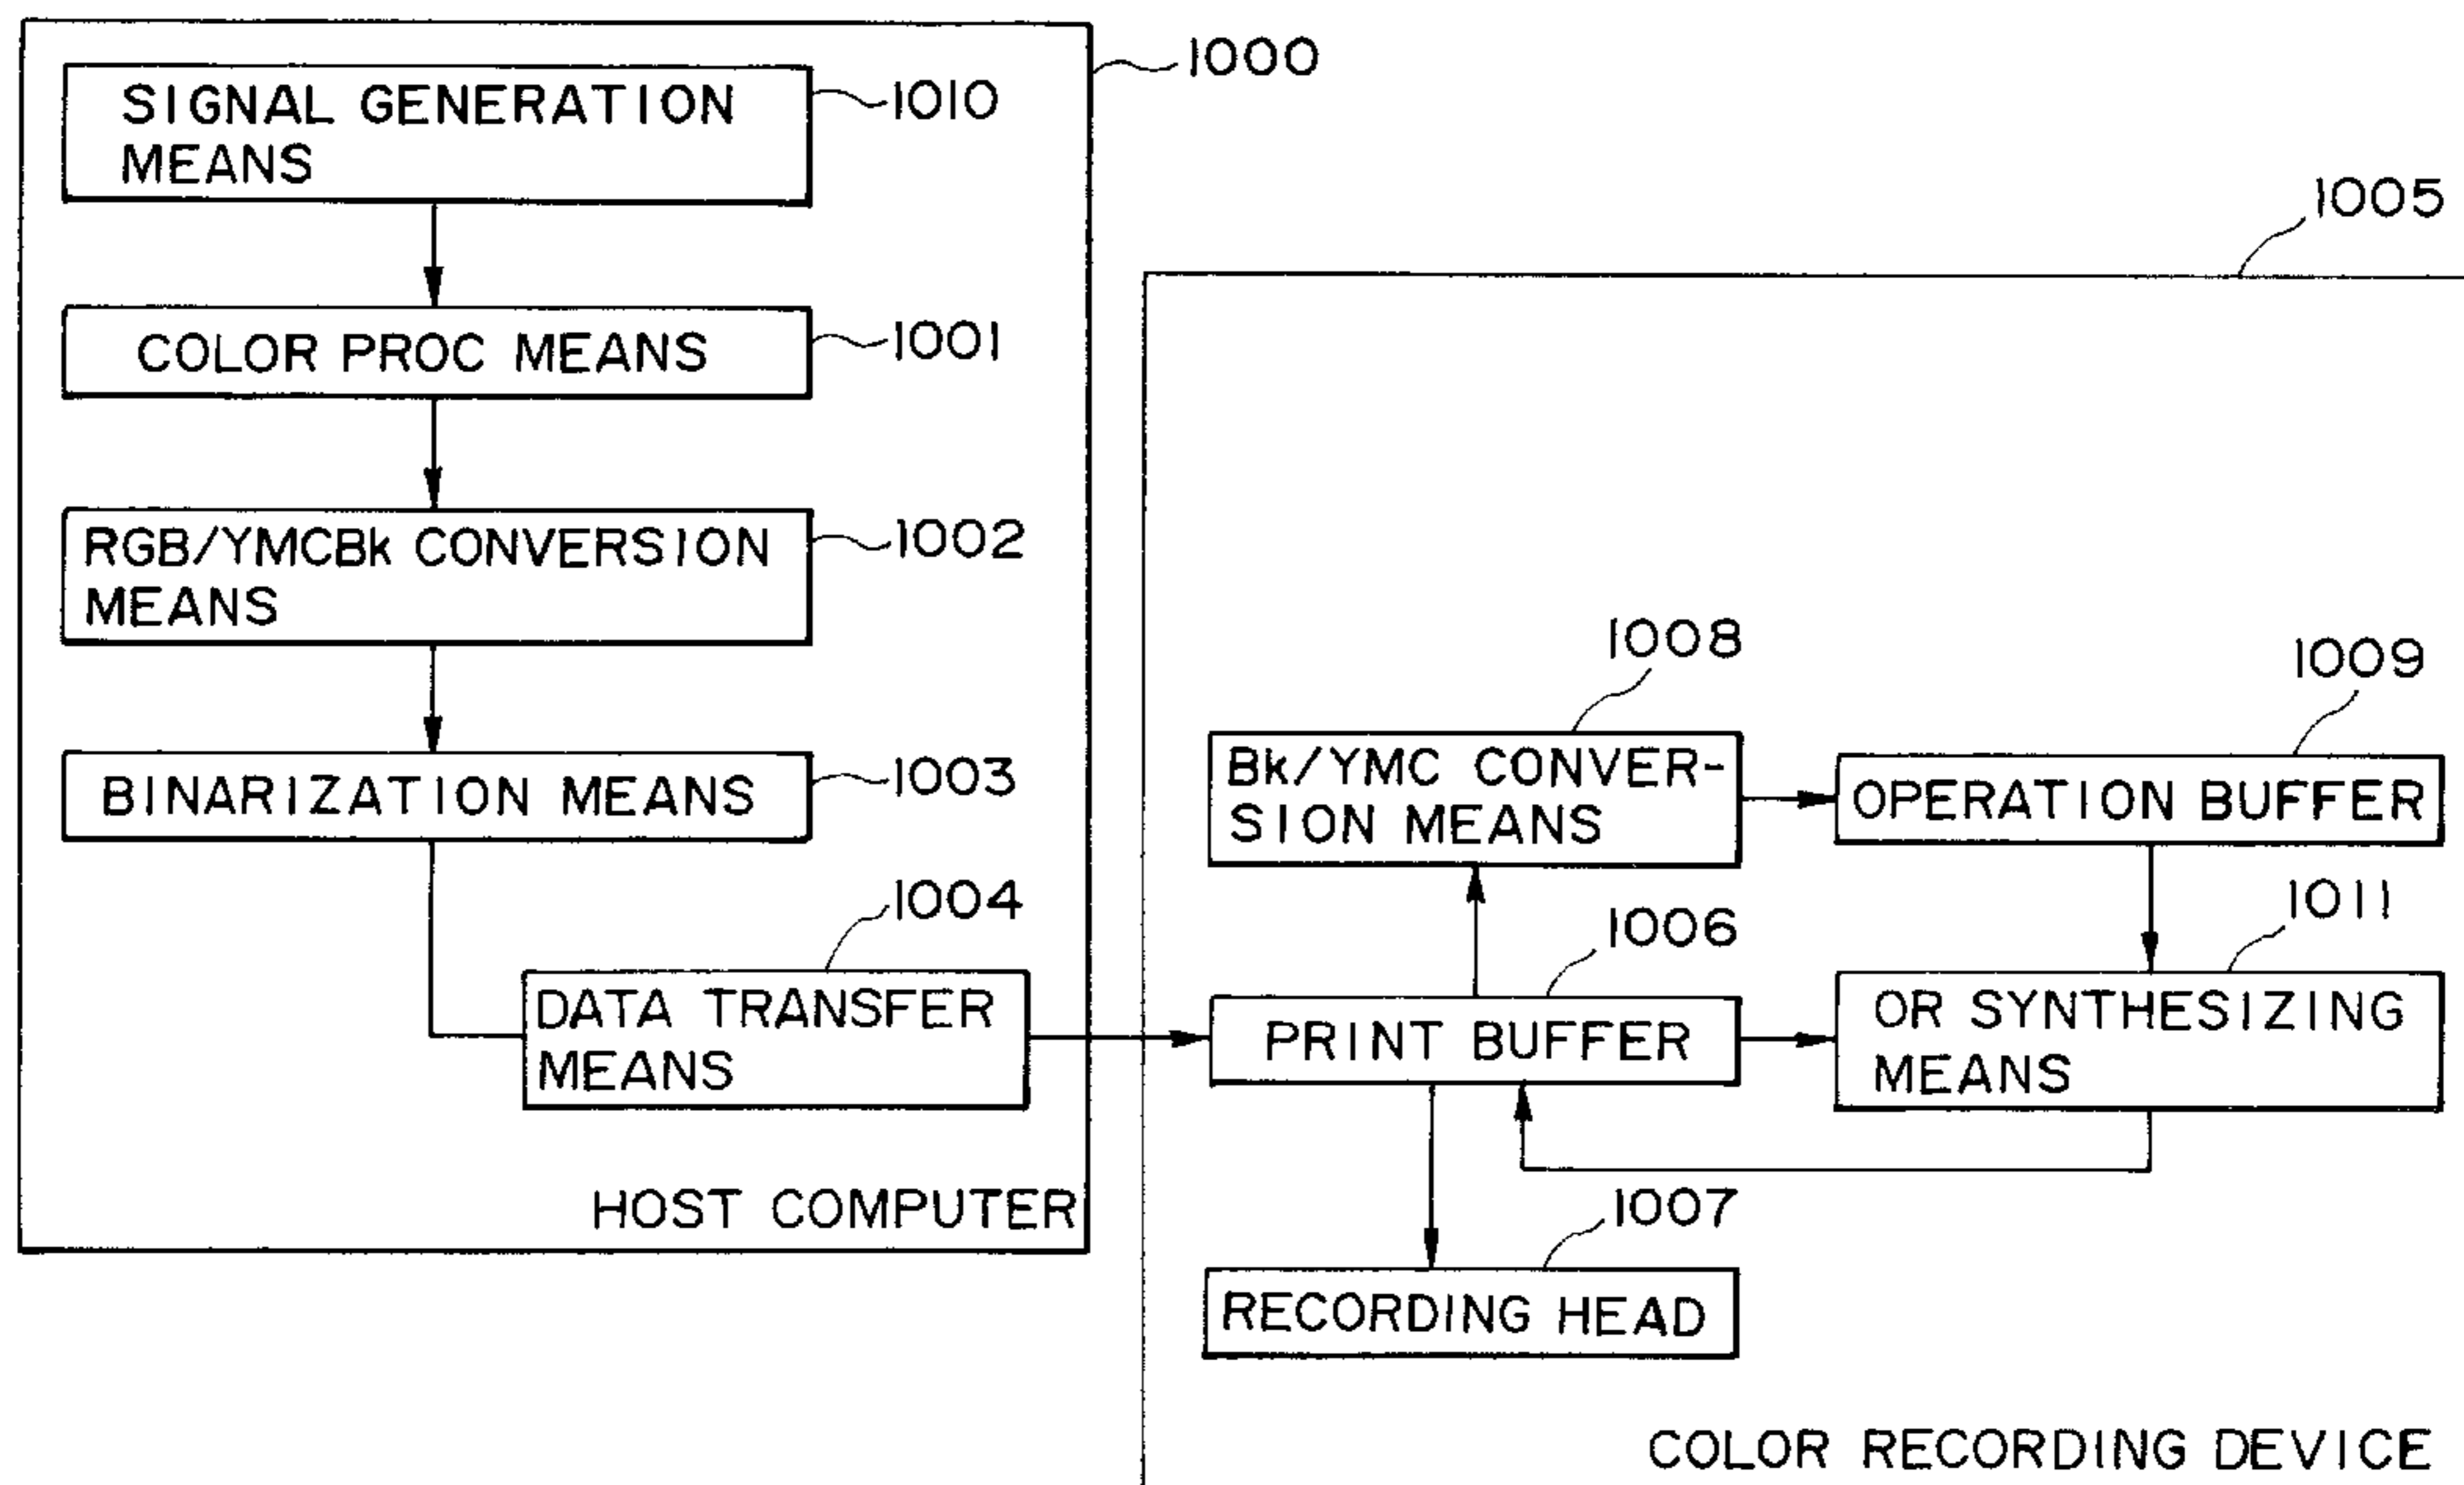 1000
SIGNAL GENERATION
MEANS
1010
COLOR PROC MEANS
1001
RGB/YMCBk CONVERSION
MEANS
1002
BINARIZATION MEANS
1003
1004
DATA TRANSFER
MEANS
HOST COMPUTER
1005
1008
Bk/YMC CONVER-
SION MEANS
1009
OPERATION BUFFER
1006
PRINT BUFFER
1011
OR SYNTHESIZING
MEANS
1007
RECORDING HEAD
COLOR RECORDING DEVICE